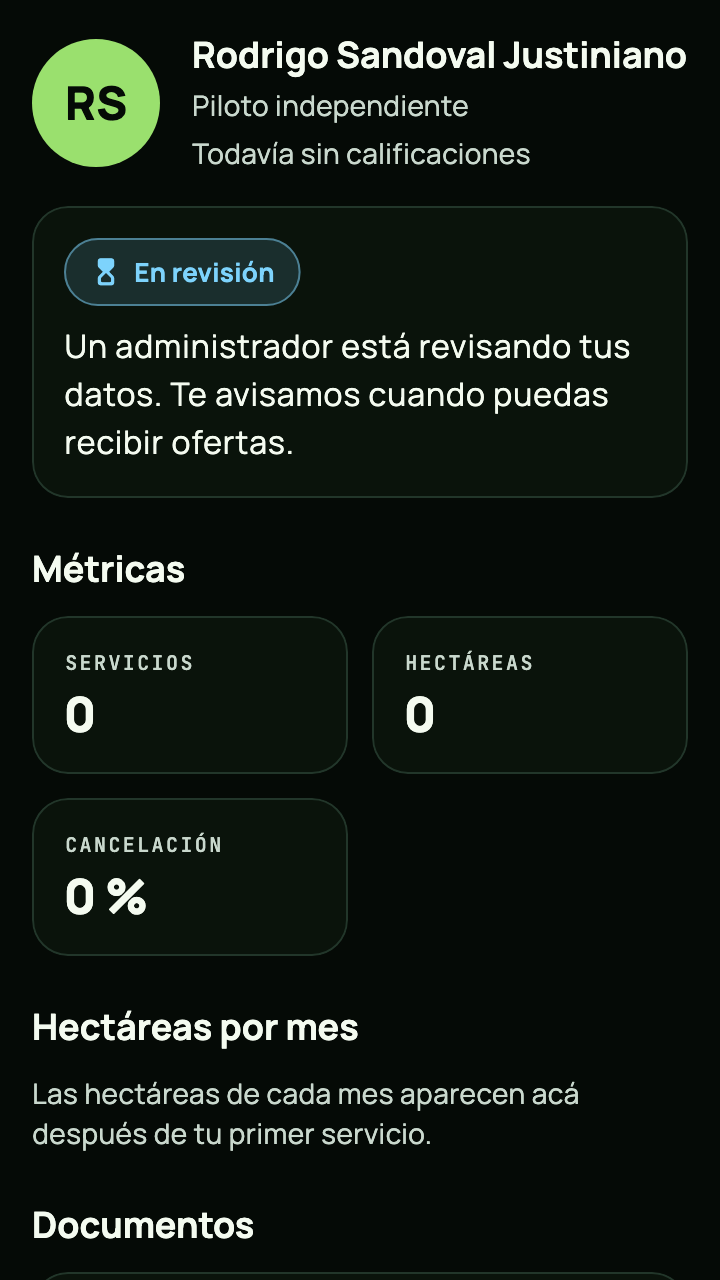 RS
Rodrigo Sandoval Justiniano
Piloto independiente
Todavía sin calificaciones
En revisión
Un administrador está revisando tus
datos. Te avisamos cuando puedas
recibir ofertas.
Métricas
SERVICIOS
0
HECTÁREAS
0
CANCELACIÓN
0 %
Hectáreas por mes
Las hectáreas de cada mes aparecen acá
después de tu primer servicio.
Documentos